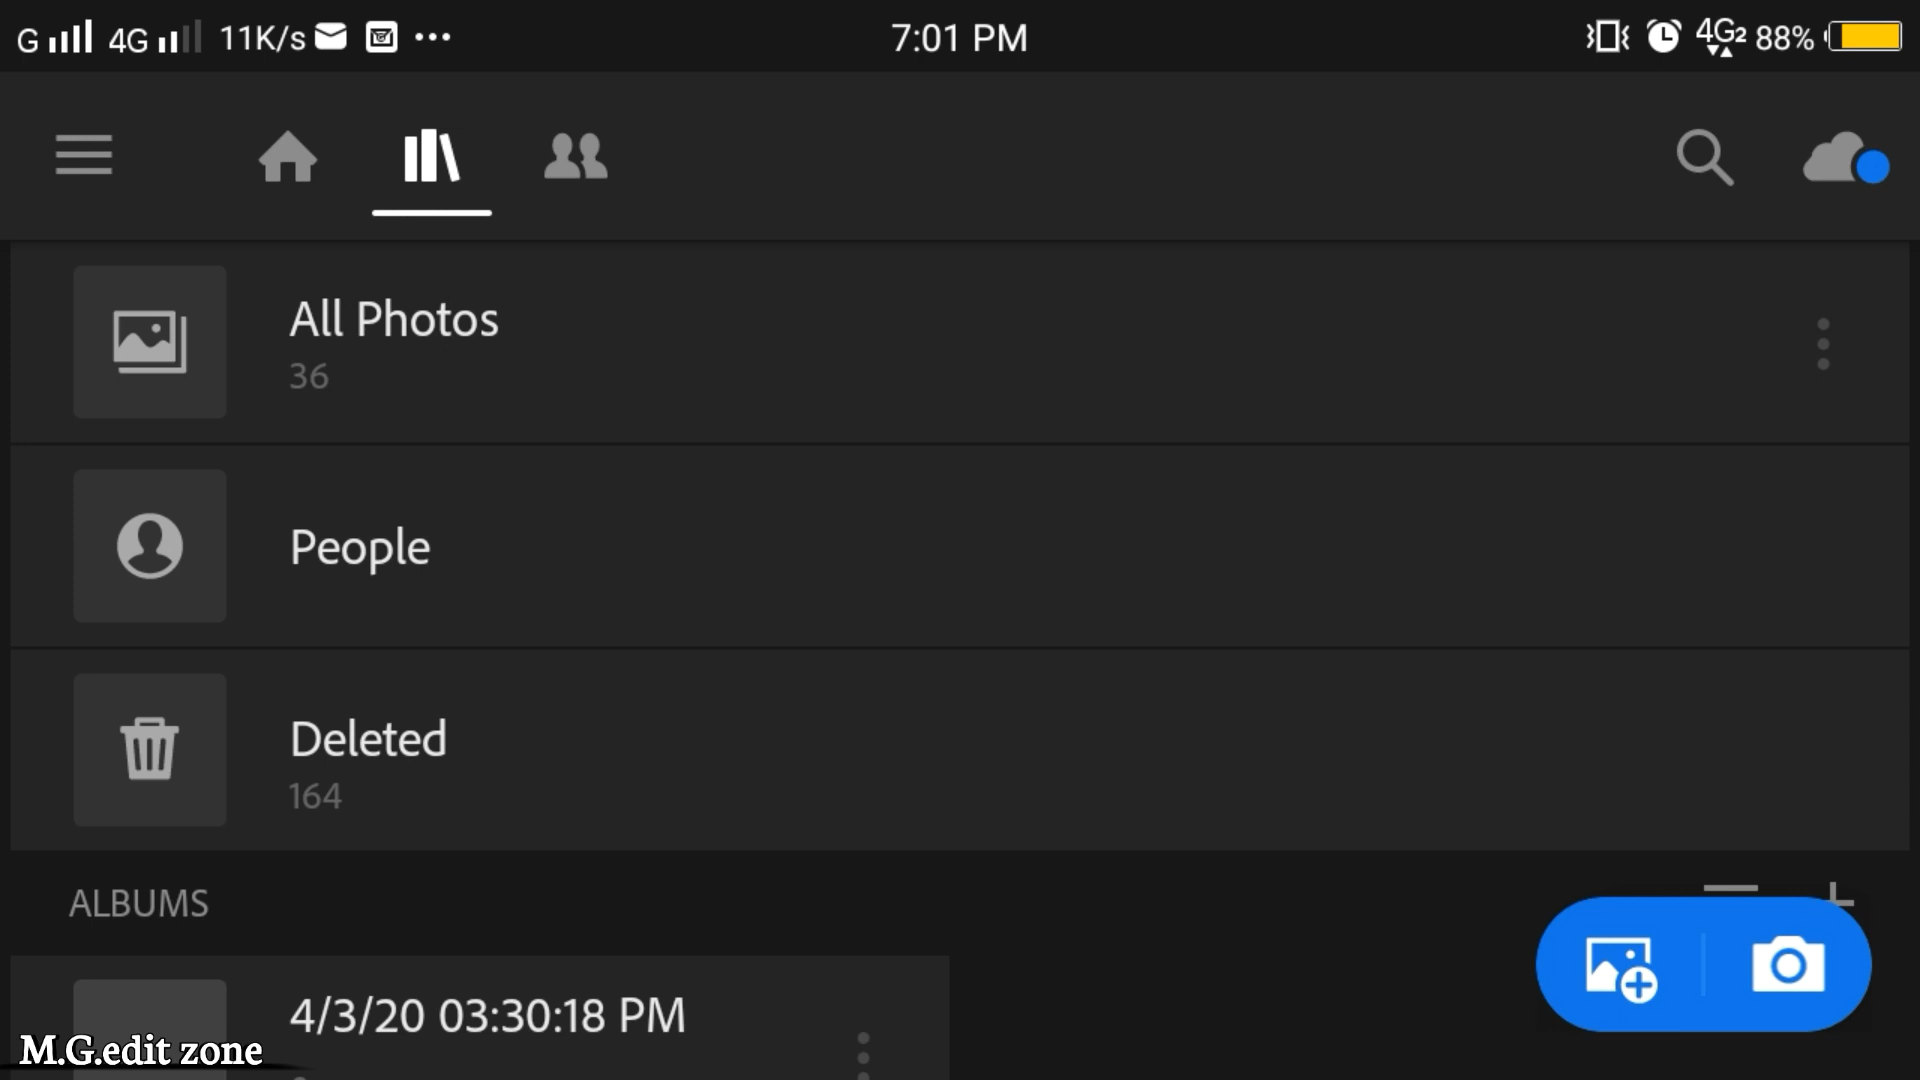 G 4G 11K/s 7:01 PM 4G2 88%
All Photos
36
People
Deleted
164
ALBUMS
4/3/20 03:30:18 PM
M.G.edit zone